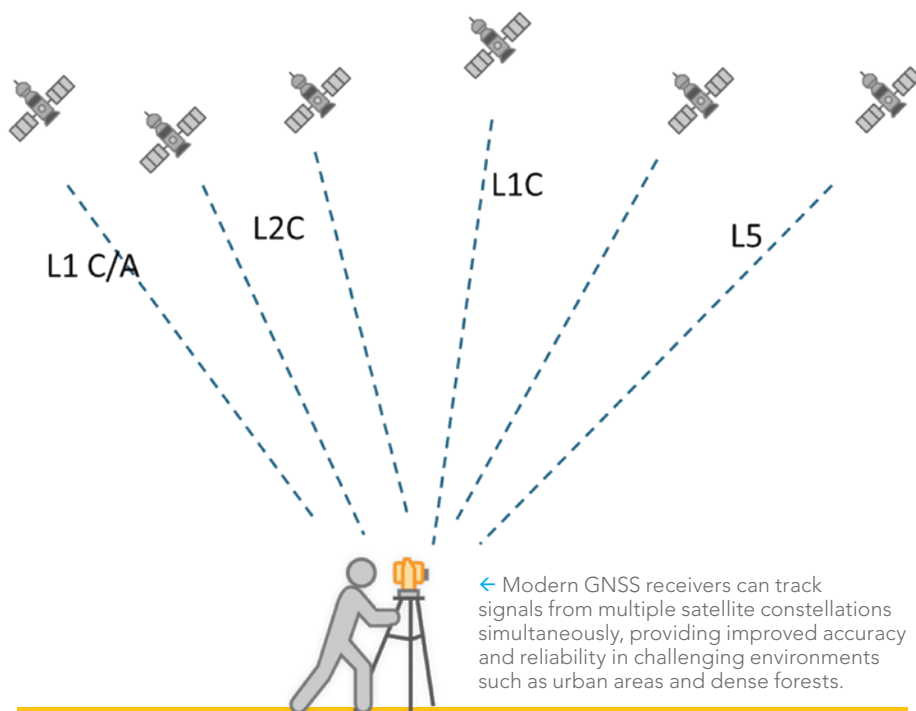 L1C
L2C
L5
L1 C/A
← Modern GNSS receivers can track
signals from multiple satellite constellations
simultaneously, providing improved accuracy
and reliability in challenging environments
such as urban areas and dense forests.